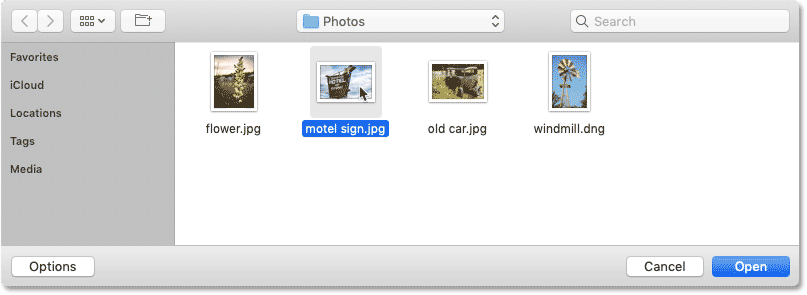 Photos
Search
Favorites
iCloud
Locations
Tags
Media
flower.jpg
motel sign.jpg
old car.jpg
windmill.dng
Options
Cancel
Open